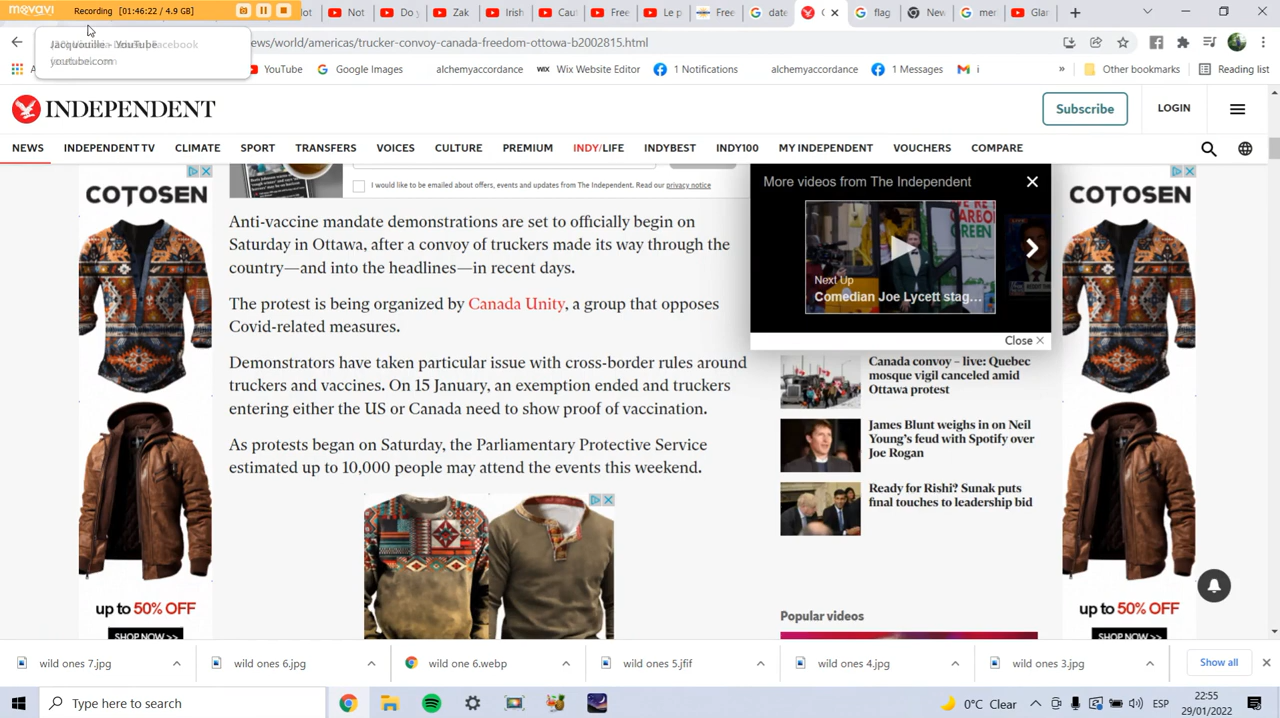 movavi Recording [01:46:22 / 4.9 GB]
Not
Do y
Zak
Irish
Caut
Free
Le p
Free
date
C
flag
New
mer
Glar
Jacquouille - YouTube
youtube.com
ews/world/americas/trucker-convoy-canada-freedom-ottawa-b2002815.html
A
YouTube
Google Images
alchemyaccordance
WIX Website Editor
1 Notifications
alchemyaccordance
1 Messages
i
»
Other bookmarks
Reading list
INDEPENDENT
Subscribe
LOGIN
NEWS INDEPENDENT TV CLIMATE SPORT TRANSFERS VOICES CULTURE PREMIUM INDY/LIFE INDYBEST INDY100 MY INDEPENDENT VOUCHERS COMPARE
I would like to be emailed about offers, events and updates from The Independent. Read our privacy notice
Anti-vaccine mandate demonstrations are set to officially begin on
Saturday in Ottawa, after a convoy of truckers made its way through the
country—and into the headlines—in recent days.
The protest is being organized by Canada Unity, a group that opposes
Covid-related measures.
Demonstrators have taken particular issue with cross-border rules around
truckers and vaccines. On 15 January, an exemption ended and truckers
entering either the US or Canada need to show proof of vaccination.
As protests began on Saturday, the Parliamentary Protective Service
estimated up to 10,000 people may attend the events this weekend.
More videos from The Independent
Next Up
Comedian Joe Lycett stag...
Close
Canada convoy – live: Quebec
mosque vigil canceled amid
Ottawa protest
James Blunt weighs in on Neil
Young's feud with Spotify over
Joe Rogan
Ready for Rishi? Sunak puts
final touches to leadership bid
Popular videos
COTOSEN
up to 50% OFF
SHOP NOW >>
COTOSEN
up to 50% OFF
SHOP NOW >>
wild ones 7.jpg
wild ones 6.jpg
wild one 6.webp
wild ones 5.jfif
wild ones 4.jpg
wild ones 3.jpg
Show all
Type here to search
0°C Clear
ESP
22:55
29/01/2022